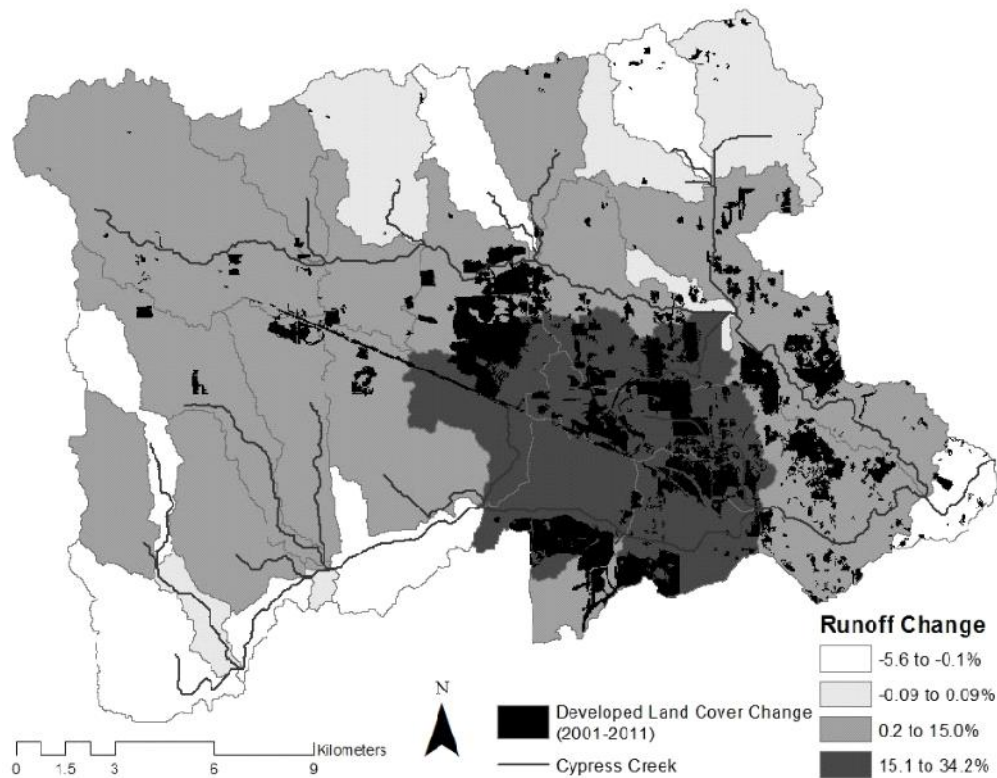 Runoff Change
-5.6 to -0.1%
-0.09 to 0.09%
0.2 to 15.0%
15.1 to 34.2%
N
Developed Land Cover Change
(2001-2011)
Cypress Creek
Kilometers
0 1.5 3 6 9